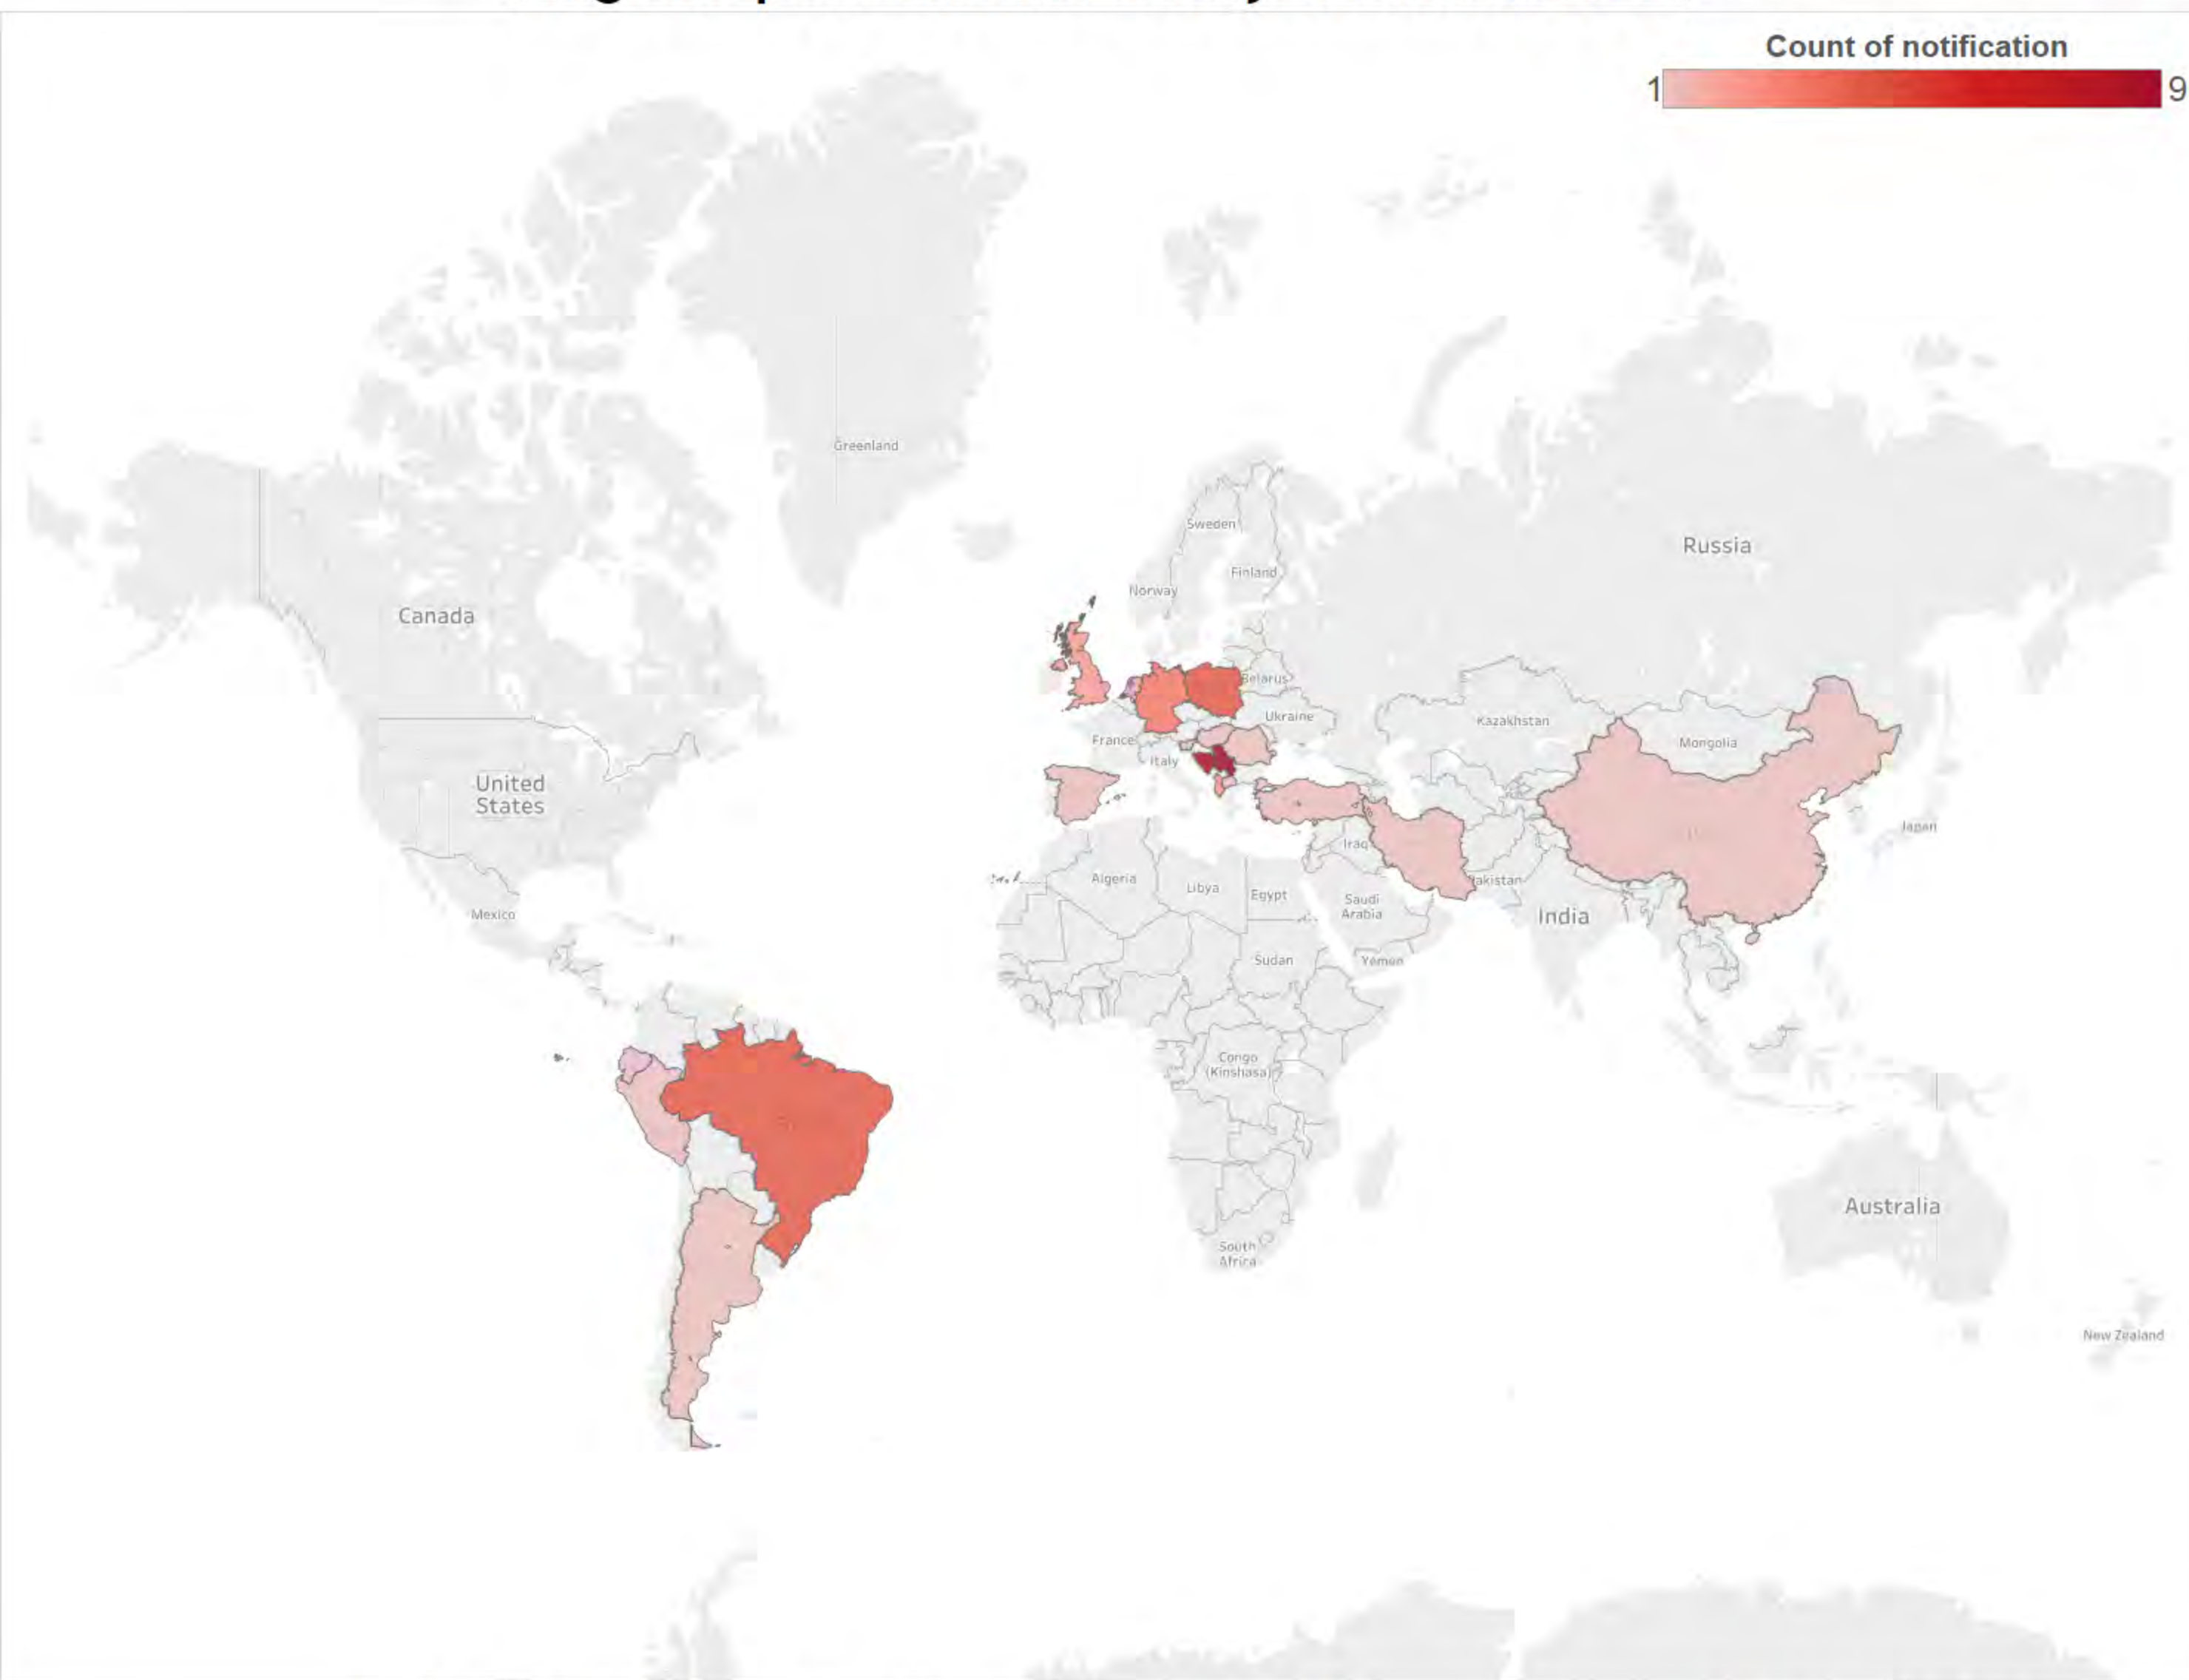 Count of notification
1
9
Greenland
Sweden
Russia
Finland
Norway
Canada
Belarus
Ukraine
Kazakhstan
France
Mongolia
Italy
United
States
Japan
Iraq
Algeria
Pakistan
Libya
Egypt
Saudi
Arabia
India
Mexico
Sudan
Yemen
Congo
(Kinshasa)
Australia
South
Africa
New Zealand